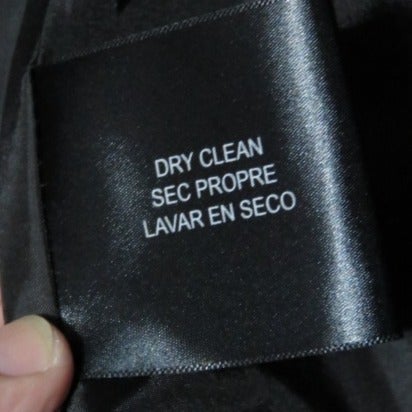 DRY CLEAN
SEC PROPRE
LAVAR EN SECO